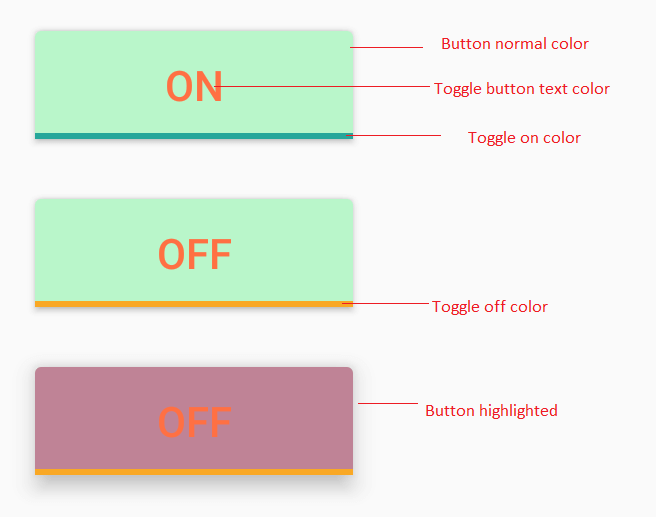 Button normal color
ON
Toggle button text color
Toggle on color
OFF
Toggle off color
OFF
Button highlighted